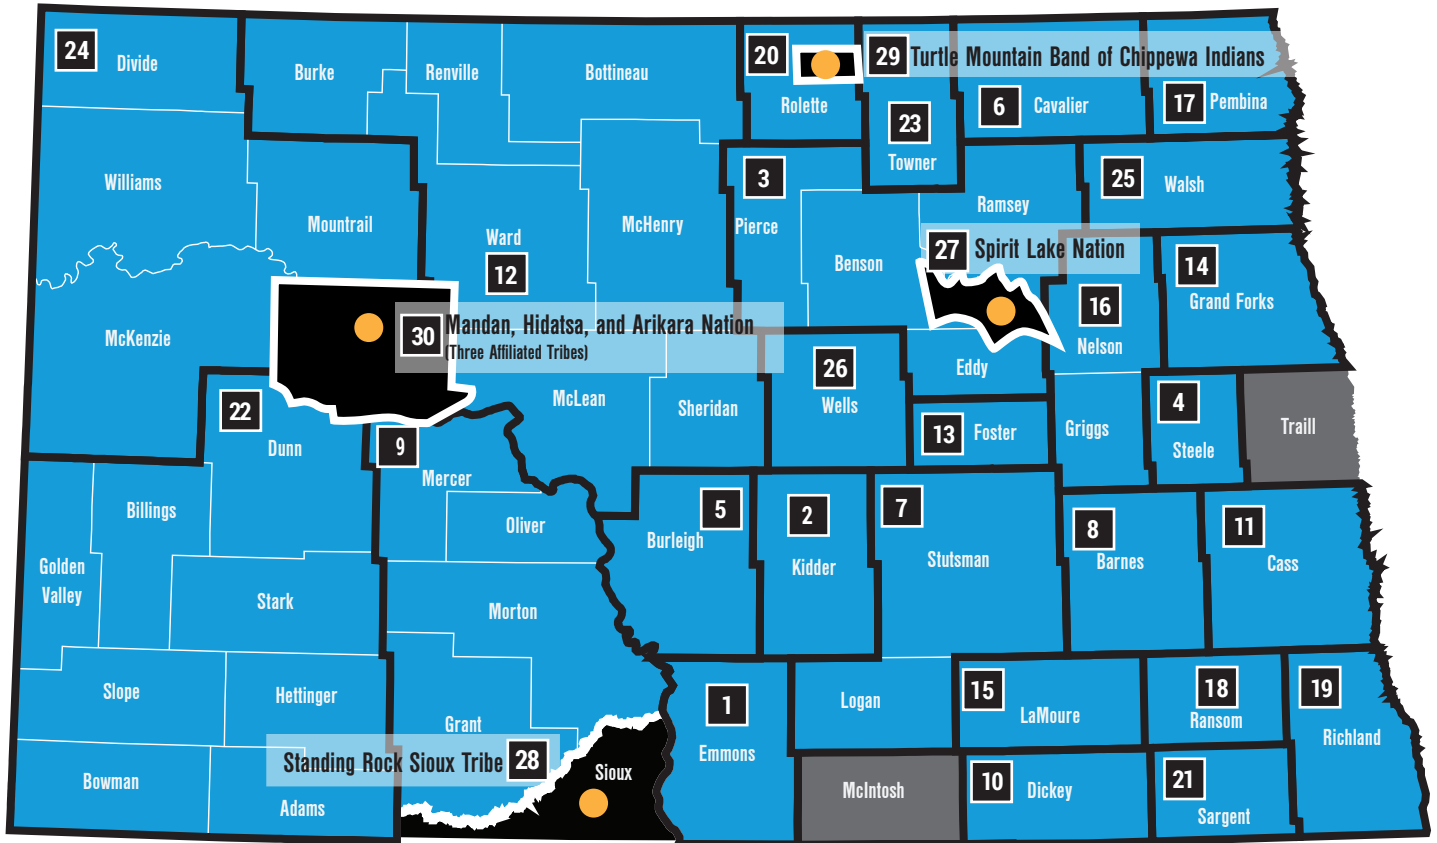 24
Divide
Burke
Renville
Bottineau
20
Rolette
29
Turtle Mountain Band of Chippewa Indians
6
Cavalier
17
Pembina
23
Towner
Williams
Mountrail
Ward
12
McHenry
3
Pierce
Benson
Ramsey
25
Walsh
27
Spirit Lake Nation
14
Grand Forks
16
Nelson
McKenzie
30
Mandan, Hidatsa, and Arikara Nation
(Three Affiliated Tribes)
22
Dunn
9
Mercer
McLean
Sheridan
26
Wells
Eddy
13
Foster
Griggs
4
Steele
Traill
Golden
Valley
Billings
Stark
Oliver
Morton
5
Burleigh
2
Kidder
7
Stutsman
8
Barnes
11
Cass
Slope
Hettinger
Grant
Bowman
Adams
Standing Rock Sioux Tribe
28
Sioux
1
Emmons
Logan
McIntosh
15
LaMoure
10
Dickey
18
Ransom
21
Sargent
19
Richland